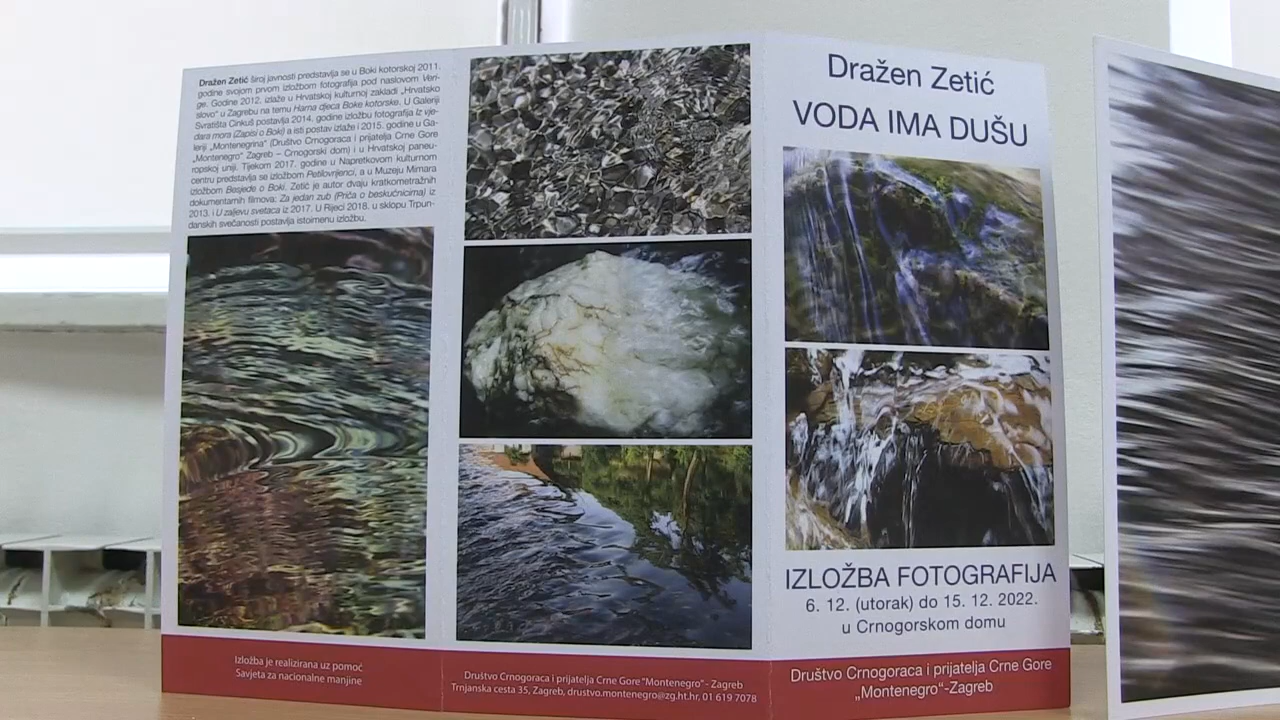 Dražen Zetić široj javnosti predstavlja se u Boki kotorskoj 2011.
godine svojom prvom izložbom fotografija pod naslovom Veri-
ge. Godine 2012. izlaže u Hrvatskoj kulturnoj zakladi „Hrvatsko
slovo" u Zagrebu na temu Hama djeca Boke kotorske. U Galeriji
Svratišta Cinkuš postavlja 2014. godine izložbu fotografija Iz vje-
dara mora (Zapisi o Boki) a isti postav izlaže i 2015. godine u Ga-
leriji „Montenegrina" (Društvo Crnogoraca i prijatelja Crne Gore
„Montenegro" Zagreb – Crnogorski dom) i u Hrvatskoj paneu-
ropskoj uniji. Tijekom 2017. godine u Napretkovom kulturnom
centru predstavlja se izložbom Petilovrijenci, a u Muzeju Mimara
izložbom Besjede o Boki. Zetić je autor dvaju kratkometražnih
dokumentarnih filmova: Za jedan zub (Priča o beskućnicima) iz
2013. i U zaljevu svetaca iz 2017. U Rijeci 2018. u sklopu Trpun-
danskih svečanosti postavlja istoimenu izložbu.
Izložba je realizirana uz pomoć
Savjeta za nacionalne manjine
Društvo Crnogoraca i prijatelja Crne Gore "Montenegro" - Zagreb
Trnjanska cesta 35, Zagreb, drustvo.montenegro@zg.ht.hr, 01 619 7078
Dražen Zetić
VODA IMA DUŠU
IZLOŽBA FOTOGRAFIJA
6. 12. (utorak) do 15. 12. 2022.
u Crnogorskom domu
Društvo Crnogoraca i prijatelja Crne Gore
„Montenegro"-Zagreb